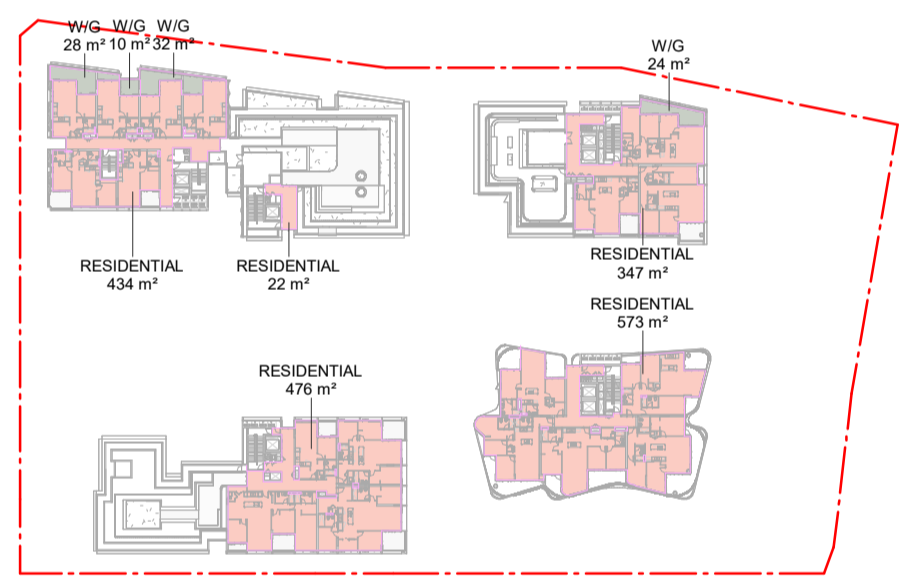 W/G
28 m²
W/G
10 m²
W/G
32 m²
W/G
24 m²
RESIDENTIAL
434 m²
RESIDENTIAL
22 m²
RESIDENTIAL
347 m²
RESIDENTIAL
573 m²
RESIDENTIAL
476 m²